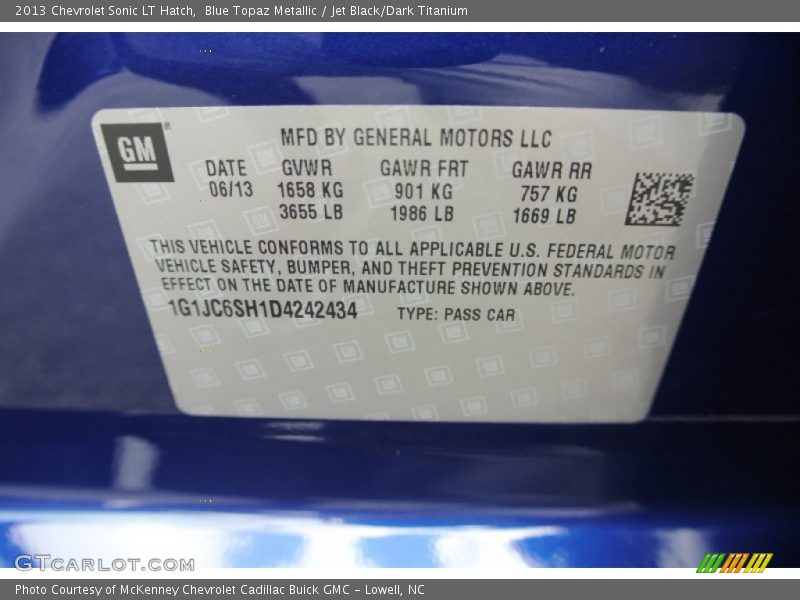 2013 Chevrolet Sonic LT Hatch,  Blue Topaz Metallic / Jet Black/Dark Titanium
GM
MFD BY GENERAL MOTORS LLC
DATE GVWR GAWR FRT GAWR RR
06/13 1658 KG 901 KG 757 KG
3655 LB 1986 LB 1669 LB
THIS VEHICLE CONFORMS TO ALL APPLICABLE U.S. FEDERAL MOTOR
VEHICLE SAFETY, BUMPER, AND THEFT PREVENTION STANDARDS IN
EFFECT ON THE DATE OF MANUFACTURE SHOWN ABOVE.
1G1JC6SH1D4242434 TYPE: PASS CAR
GTCARLOT.COM
Photo Courtesy of McKenney Chevrolet Cadillac Buick GMC - Lowell, NC